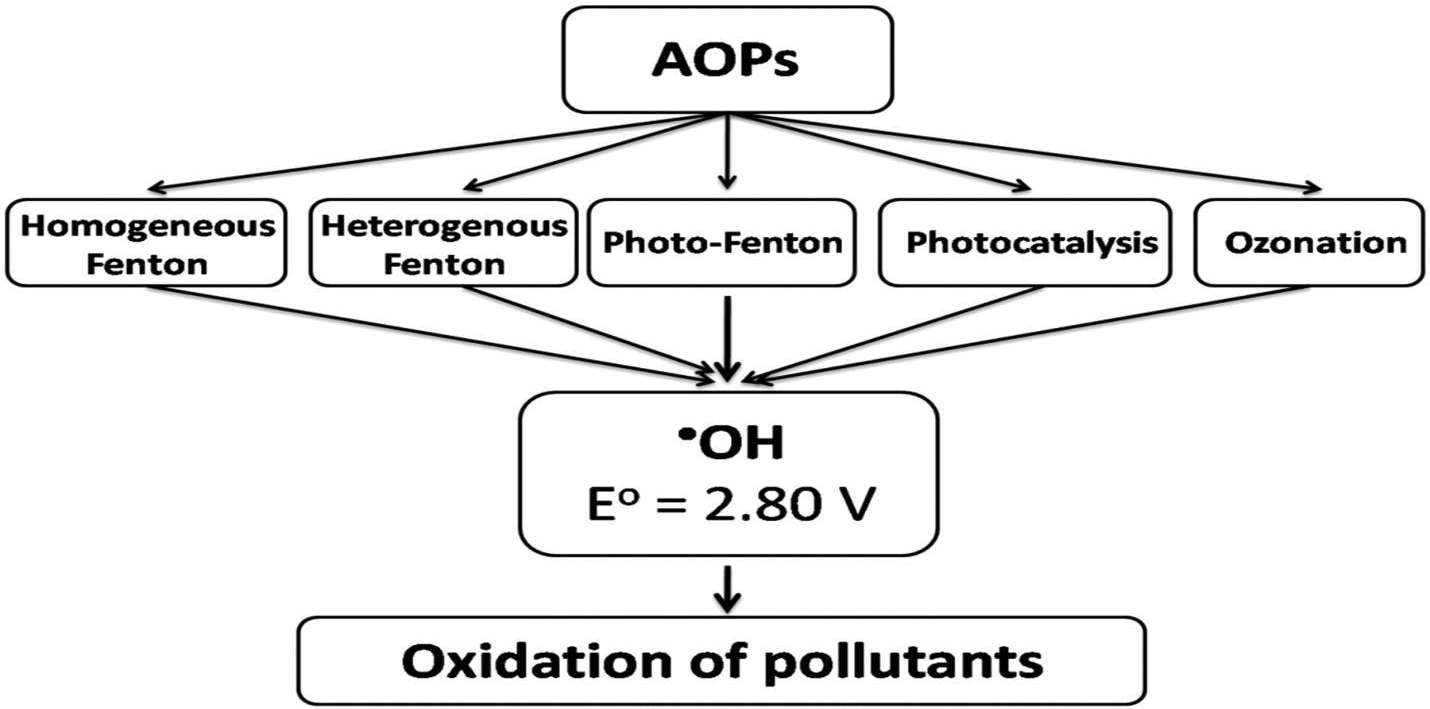 AOPs
Homogeneous
Fenton
Heterogenous
Fenton
Photo-Fenton
Photocatalysis
Ozonation
•OH
Eº = 2.80 V
Oxidation of pollutants